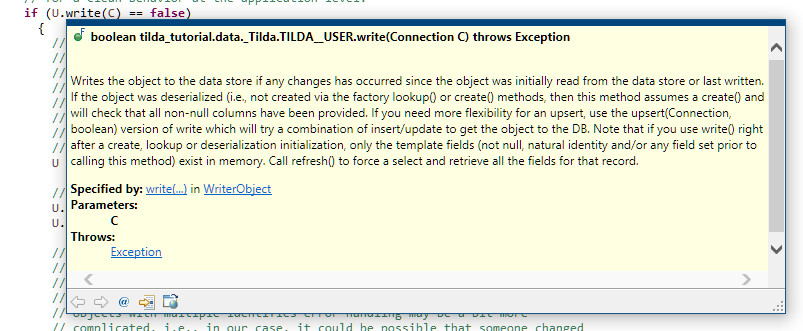 // for a clean behavior at the application level.
if (U.write(C) == false)
{
boolean tilda_tutorial.data._Tilda.TILDA__USER.write(Connection C) throws Exception
Writes the object to the data store if any changes has occurred since the object was initially read from the data store or last written.
If the object was deserialized (i.e., not created via the factory lookup() or create() methods, then this method assumes a create() and
will check that all non-null columns have been provided. If you need more flexibility for an upsert, use the upsert(Connection,
boolean) version of write which will try a combination of insert/update to get the object to the DB. Note that if you use write() right
after a create, lookup or deserialization initialization, only the template fields (not null, natural identity and/or any field set prior to
calling this method) exist in memory. Call refresh() to force a select and retrieve all the fields for that record.
Specified by: write(...) in WriterObject
Parameters:
C
Throws:
Exception
//
//
//
//
//
//
//
//
U
//
U.
U.
//
//
//
//
// objects with multiple identities error handling may be a bit more
// complicated, i.e., in our case, it could be possible that someone changed